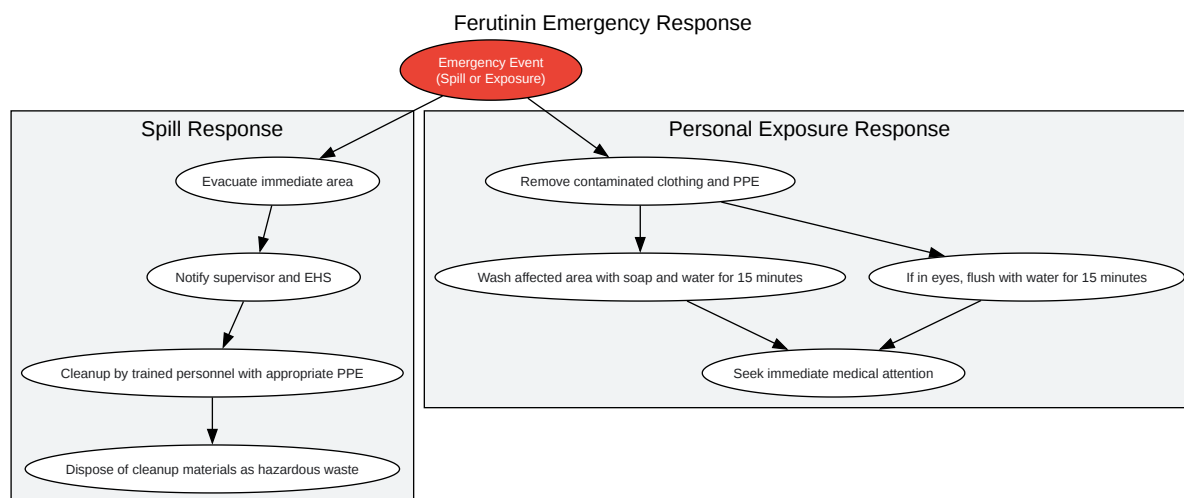 Ferutinin Emergency Response
Emergency Event
(Spill or Exposure)
Spill Response
Evacuate immediate area
Notify supervisor and EHS
Cleanup by trained personnel with appropriate PPE
Dispose of cleanup materials as hazardous waste
Personal Exposure Response
Remove contaminated clothing and PPE
Wash affected area with soap and water for 15 minutes
If in eyes, flush with water for 15 minutes
Seek immediate medical attention